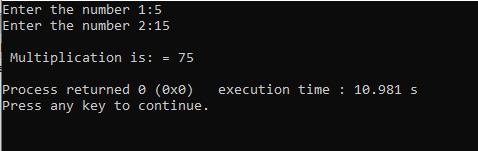 Enter the number 1:5
Enter the number 2:15
Multiplication is: = 75
Process returned 0 (0x0)   execution time : 10.981 s
Press any key to continue.